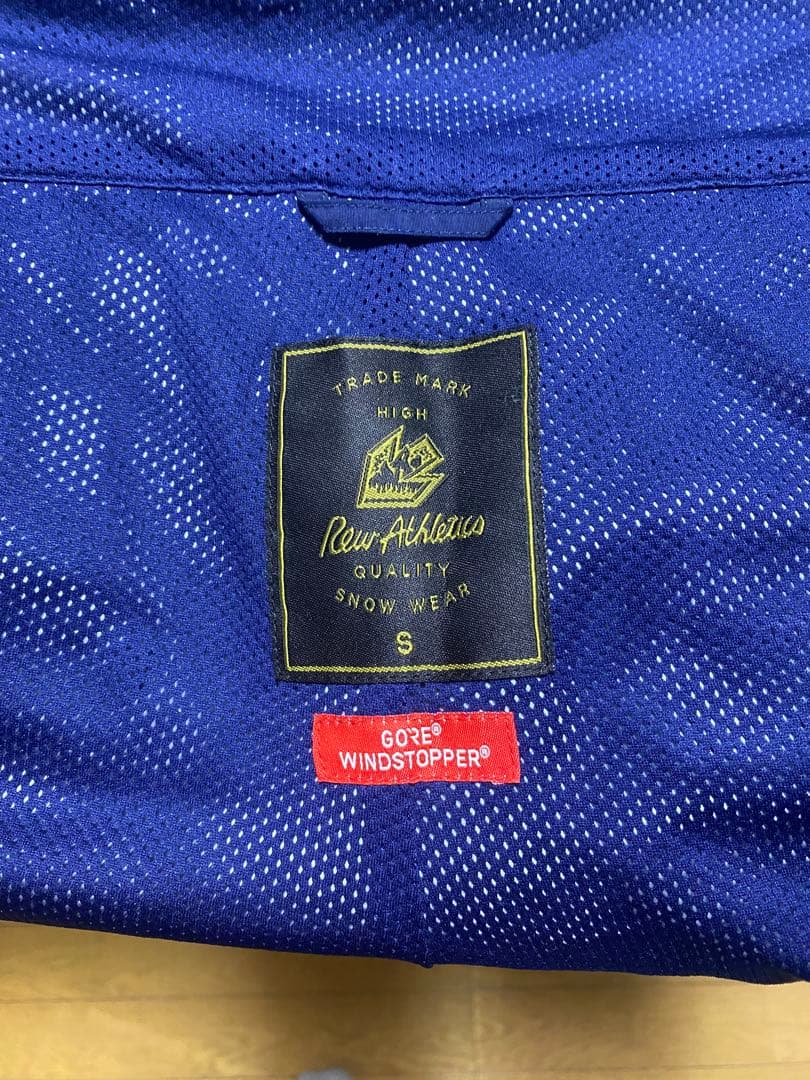 TRADE MARK
HIGH
Rew-Athletics
QUALITY
SNOW WEAR
S
GORE®
WINDSTOPPER®